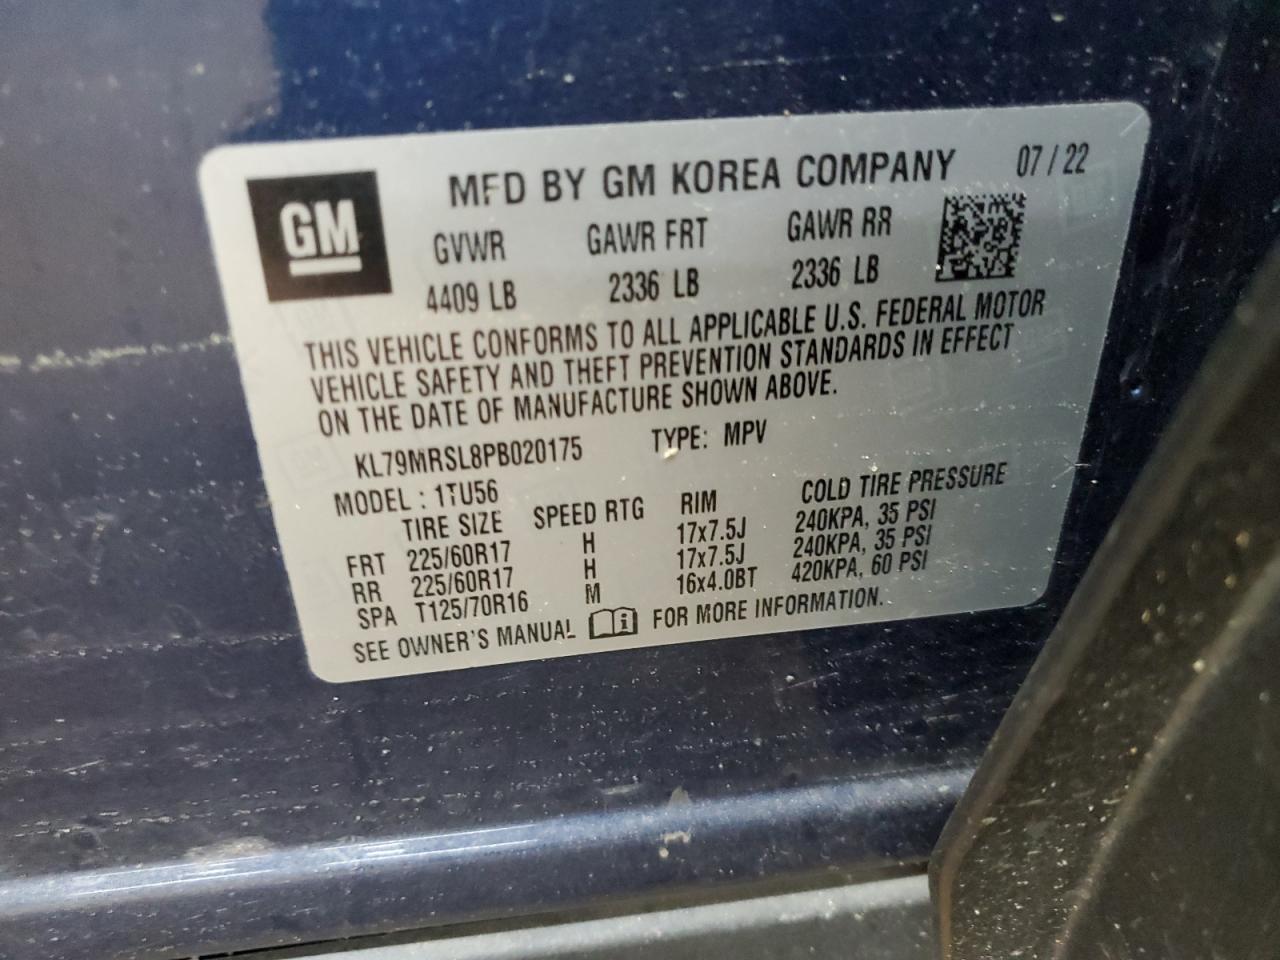 MFD BY GM KOREA COMPANY 07 / 22
GM
GVWR GAWR FRT GAWR RR
4409 LB 2336 LB 2336 LB
THIS VEHICLE CONFORMS TO ALL APPLICABLE U.S. FEDERAL MOTOR
VEHICLE SAFETY AND THEFT PREVENTION STANDARDS IN EFFECT
ON THE DATE OF MANUFACTURE SHOWN ABOVE.
KL79MRSL8PB020175 TYPE: MPV
MODEL : 1TU56
TIRE SIZE SPEED RTG RIM COLD TIRE PRESSURE
FRT 225/60R17 H 17x7.5J 240KPA, 35 PSI
RR 225/60R17 H 17x7.5J 240KPA, 35 PSI
SPA T125/70R16 M 16x4.0BT 420KPA, 60 PSI
SEE OWNER'S MANUAL i FOR MORE INFORMATION.